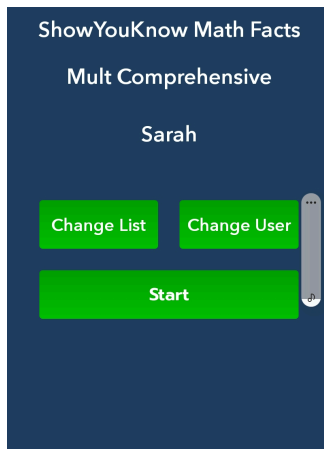 ShowYouKnow Math Facts
Mult Comprehensive
Sarah
Change List
Change User
Start